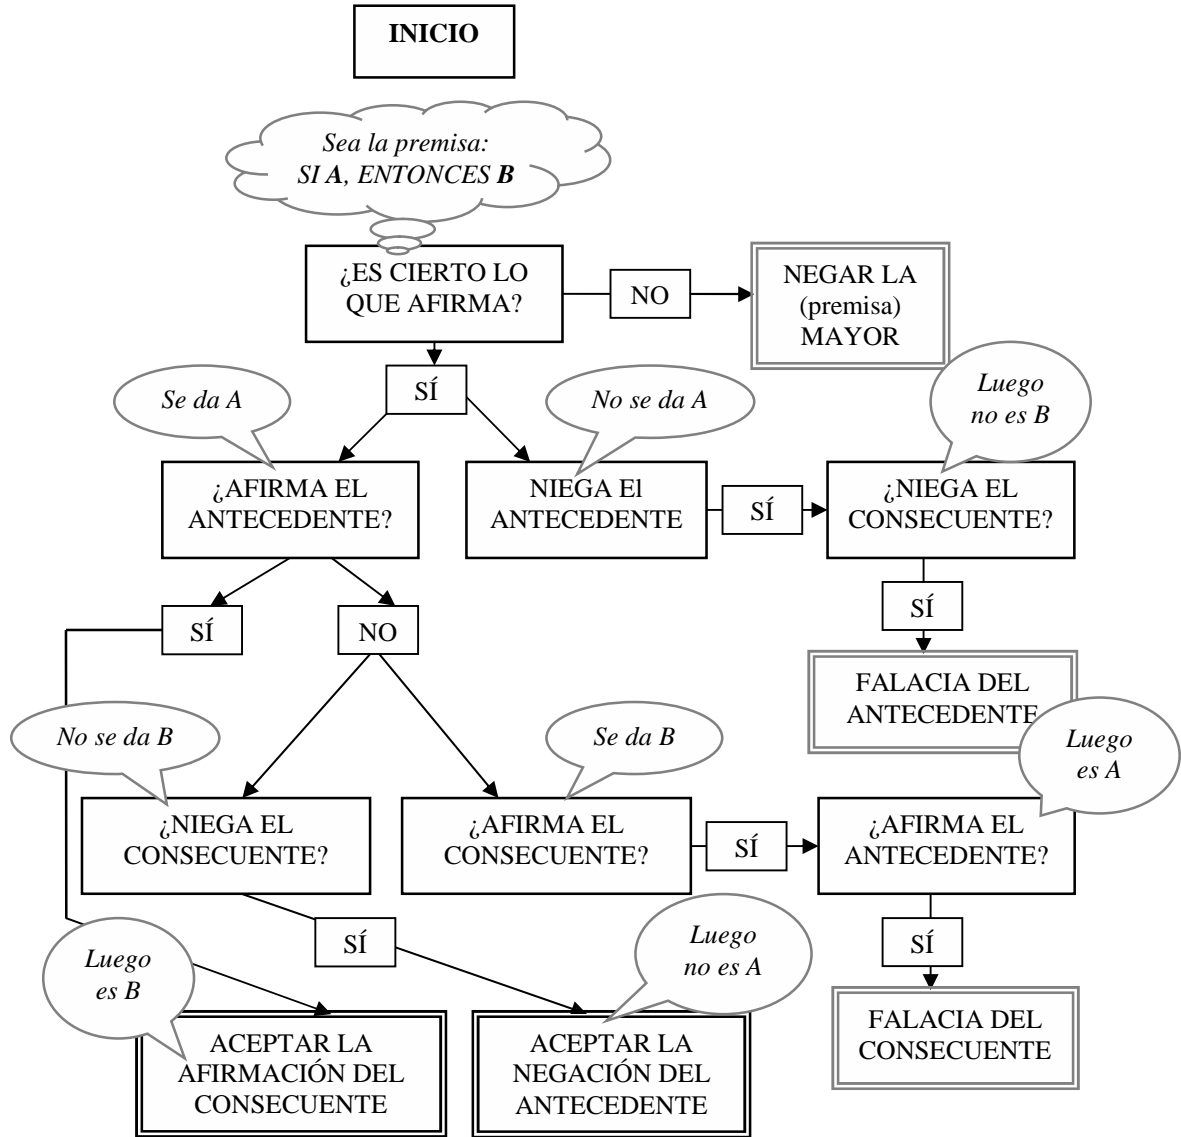 INICIO
Sea la premisa:
SI A, ENTONCES B
¿ES CIERTO LO
QUE AFIRMA?
NO
NEGAR LA
(premisa)
MAYOR
SÍ
Se da A
No se da A
Luego
no es B
¿AFIRMA EL
ANTECEDENTE?
NIEGA El
ANTECEDENTE
SÍ
¿NIEGA EL
CONSECUENTE?
SÍ
NO
SÍ
FALACIA DEL
ANTECEDENTE
No se da B
Se da B
Luego
es A
¿NIEGA EL
CONSECUENTE?
¿AFIRMA EL
CONSECUENTE?
SÍ
¿AFIRMA EL
ANTECEDENTE?
SÍ
SÍ
Luego
es B
Luego
no es A
ACEPTAR LA
AFIRMACIÓN DEL
CONSECUENTE
ACEPTAR LA
NEGACIÓN DEL
ANTECEDENTE
FALACIA DEL
CONSECUENTE